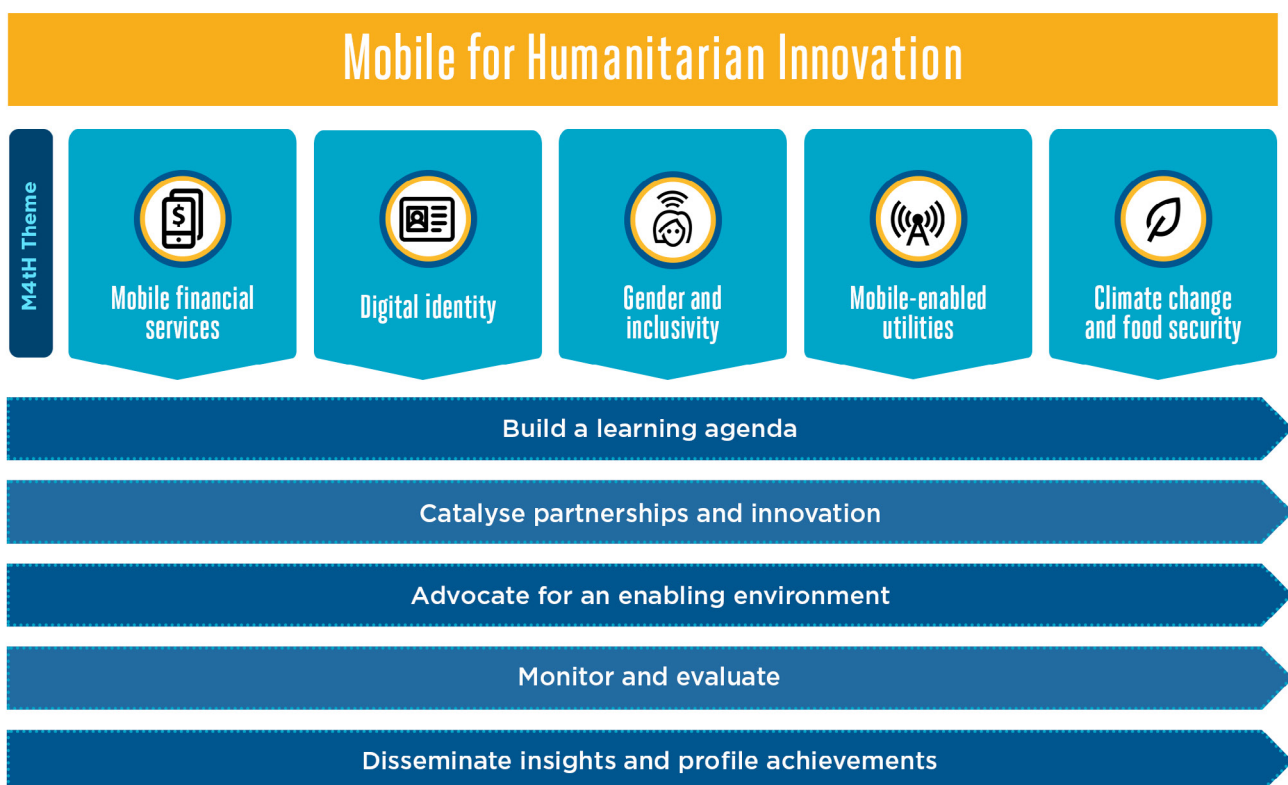 Mobile for Humanitarian Innovation
M4tH Theme
Mobile financial
services
Digital identity
Gender and
inclusivity
Mobile-enabled
utilities
Climate change
and food security
Build a learning agenda
Catalyse partnerships and innovation
Advocate for an enabling environment
Monitor and evaluate
Disseminate insights and profile achievements